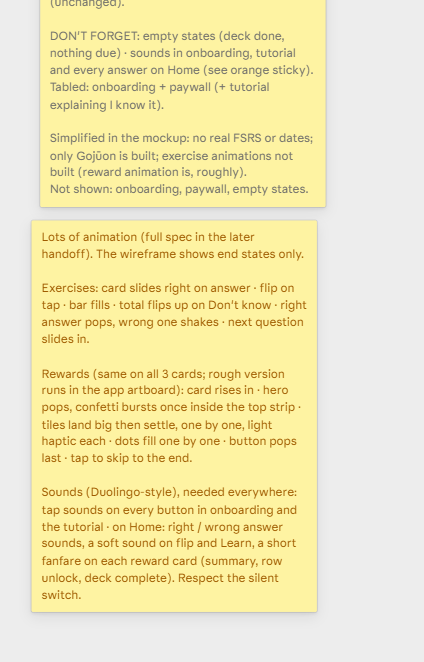 (unchanged).
DON'T FORGET: empty states (deck done,
nothing due) · sounds in onboarding, tutorial
and every answer on Home (see orange sticky).
Tabled: onboarding + paywall (+ tutorial
explaining I know it).
Simplified in the mockup: no real FSRS or dates;
only Gojūon is built; exercise animations not
built (reward animation is, roughly).
Not shown: onboarding, paywall, empty states.
Lots of animation (full spec in the later
handoff). The wireframe shows end states only.
Exercises: card slides right on answer · flip on
tap · bar fills · total flips up on Don't know · right
answer pops, wrong one shakes · next question
slides in.
Rewards (same on all 3 cards; rough version
runs in the app artboard): card rises in · hero
pops, confetti bursts once inside the top strip ·
tiles land big then settle, one by one, light
haptic each · dots fill one by one · button pops
last · tap to skip to the end.
Sounds (Duolingo-style), needed everywhere:
tap sounds on every button in onboarding and
the tutorial · on Home: right / wrong answer
sounds, a soft sound on flip and Learn, a short
fanfare on each reward card (summary, row
unlock, deck complete). Respect the silent
switch.